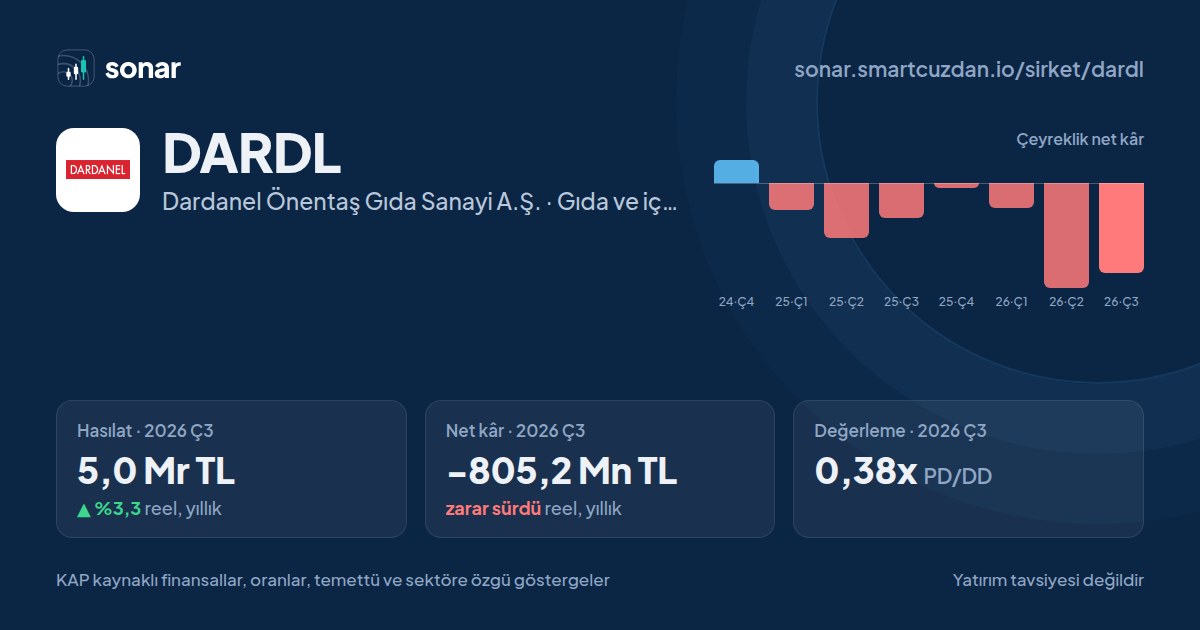 sonar
sonar.smartcuzdan.io/sirket/dardl
DARDANEL
DARDL
Dardanel Önentaş Gıda Sanayi A.Ş. · Gıda ve iç…
Çeyreklik net kâr
24·Ç4 25·Ç1 25·Ç2 25·Ç3 25·Ç4 26·Ç1 26·Ç2 26·Ç3
Hasılat · 2026 Ç3
5,0 Mr TL
▲ %3,3 reel, yıllık
Net kâr · 2026 Ç3
−805,2 Mn TL
zarar sürdü reel, yıllık
Değerleme · 2026 Ç3
0,38x PD/DD
KAP kaynaklı finansallar, oranlar, temettü ve sektöre özgü göstergeler
Yatırım tavsiyesi değildir